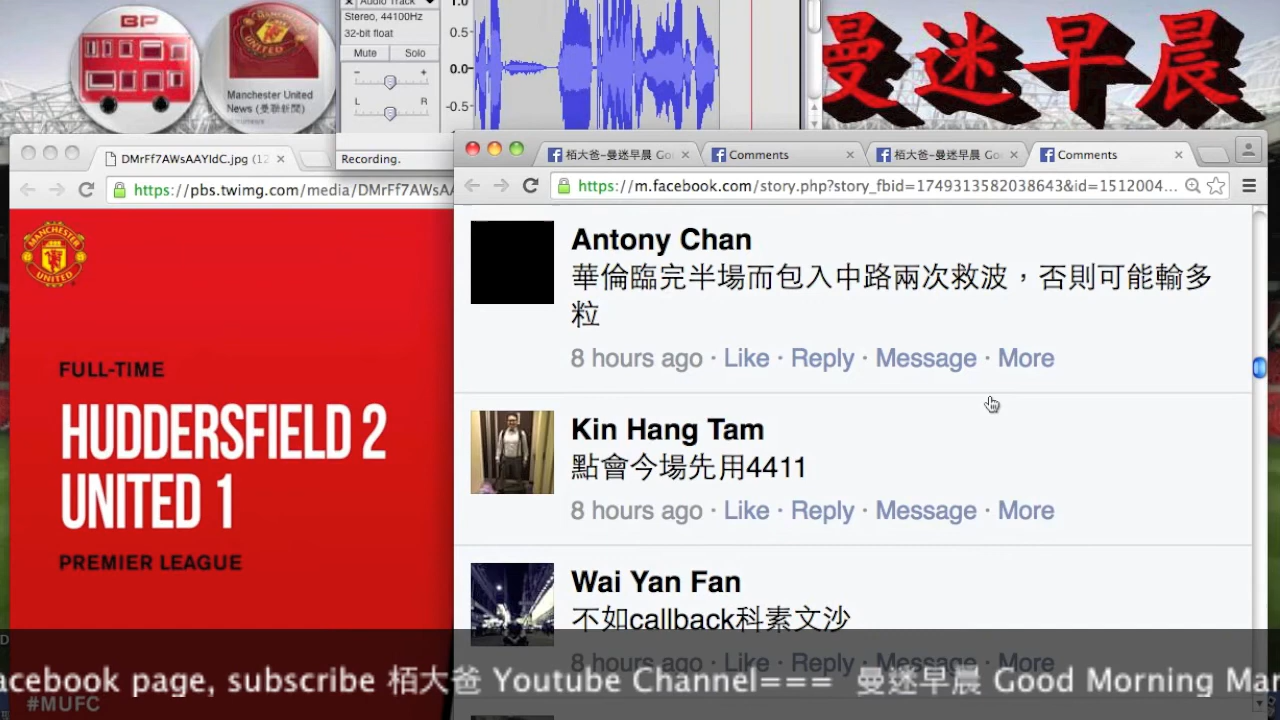 BP
Manchester United
News (曼聯新聞)
Audio Track
Stereo, 44100Hz
32-bit float
Mute Solo
- +
L R
Recording.
1.0
0.5
0.0
-0.5
曼迷早晨
DMrFf7AWsAAYIdC.jpg (12
https://pbs.twimg.com/media/DMrFf7AWsA
MANCHESTER
UNITED
FULL-TIME
HUDDERSFIELD 2
UNITED 1
PREMIER LEAGUE
#MUFC
栢大爸-曼迷早晨 Go
Comments
栢大爸-曼迷早晨 Go
Comments
https://m.facebook.com/story.php?story_fbid=1749313582038643&id=1512004...
Antony Chan
華倫臨完半場而包入中路兩次救波，否則可能輸多
粒
8 hours ago · Like · Reply · Message · More
Kin Hang Tam
點會今場先用4411
8 hours ago · Like · Reply · Message · More
Wai Yan Fan
不如callback科素文沙
8 hours ago · Like · Reply · Message · More
acebook page, subscribe 栢大爸 Youtube Channel=== 曼迷早晨 Good Morning Mar